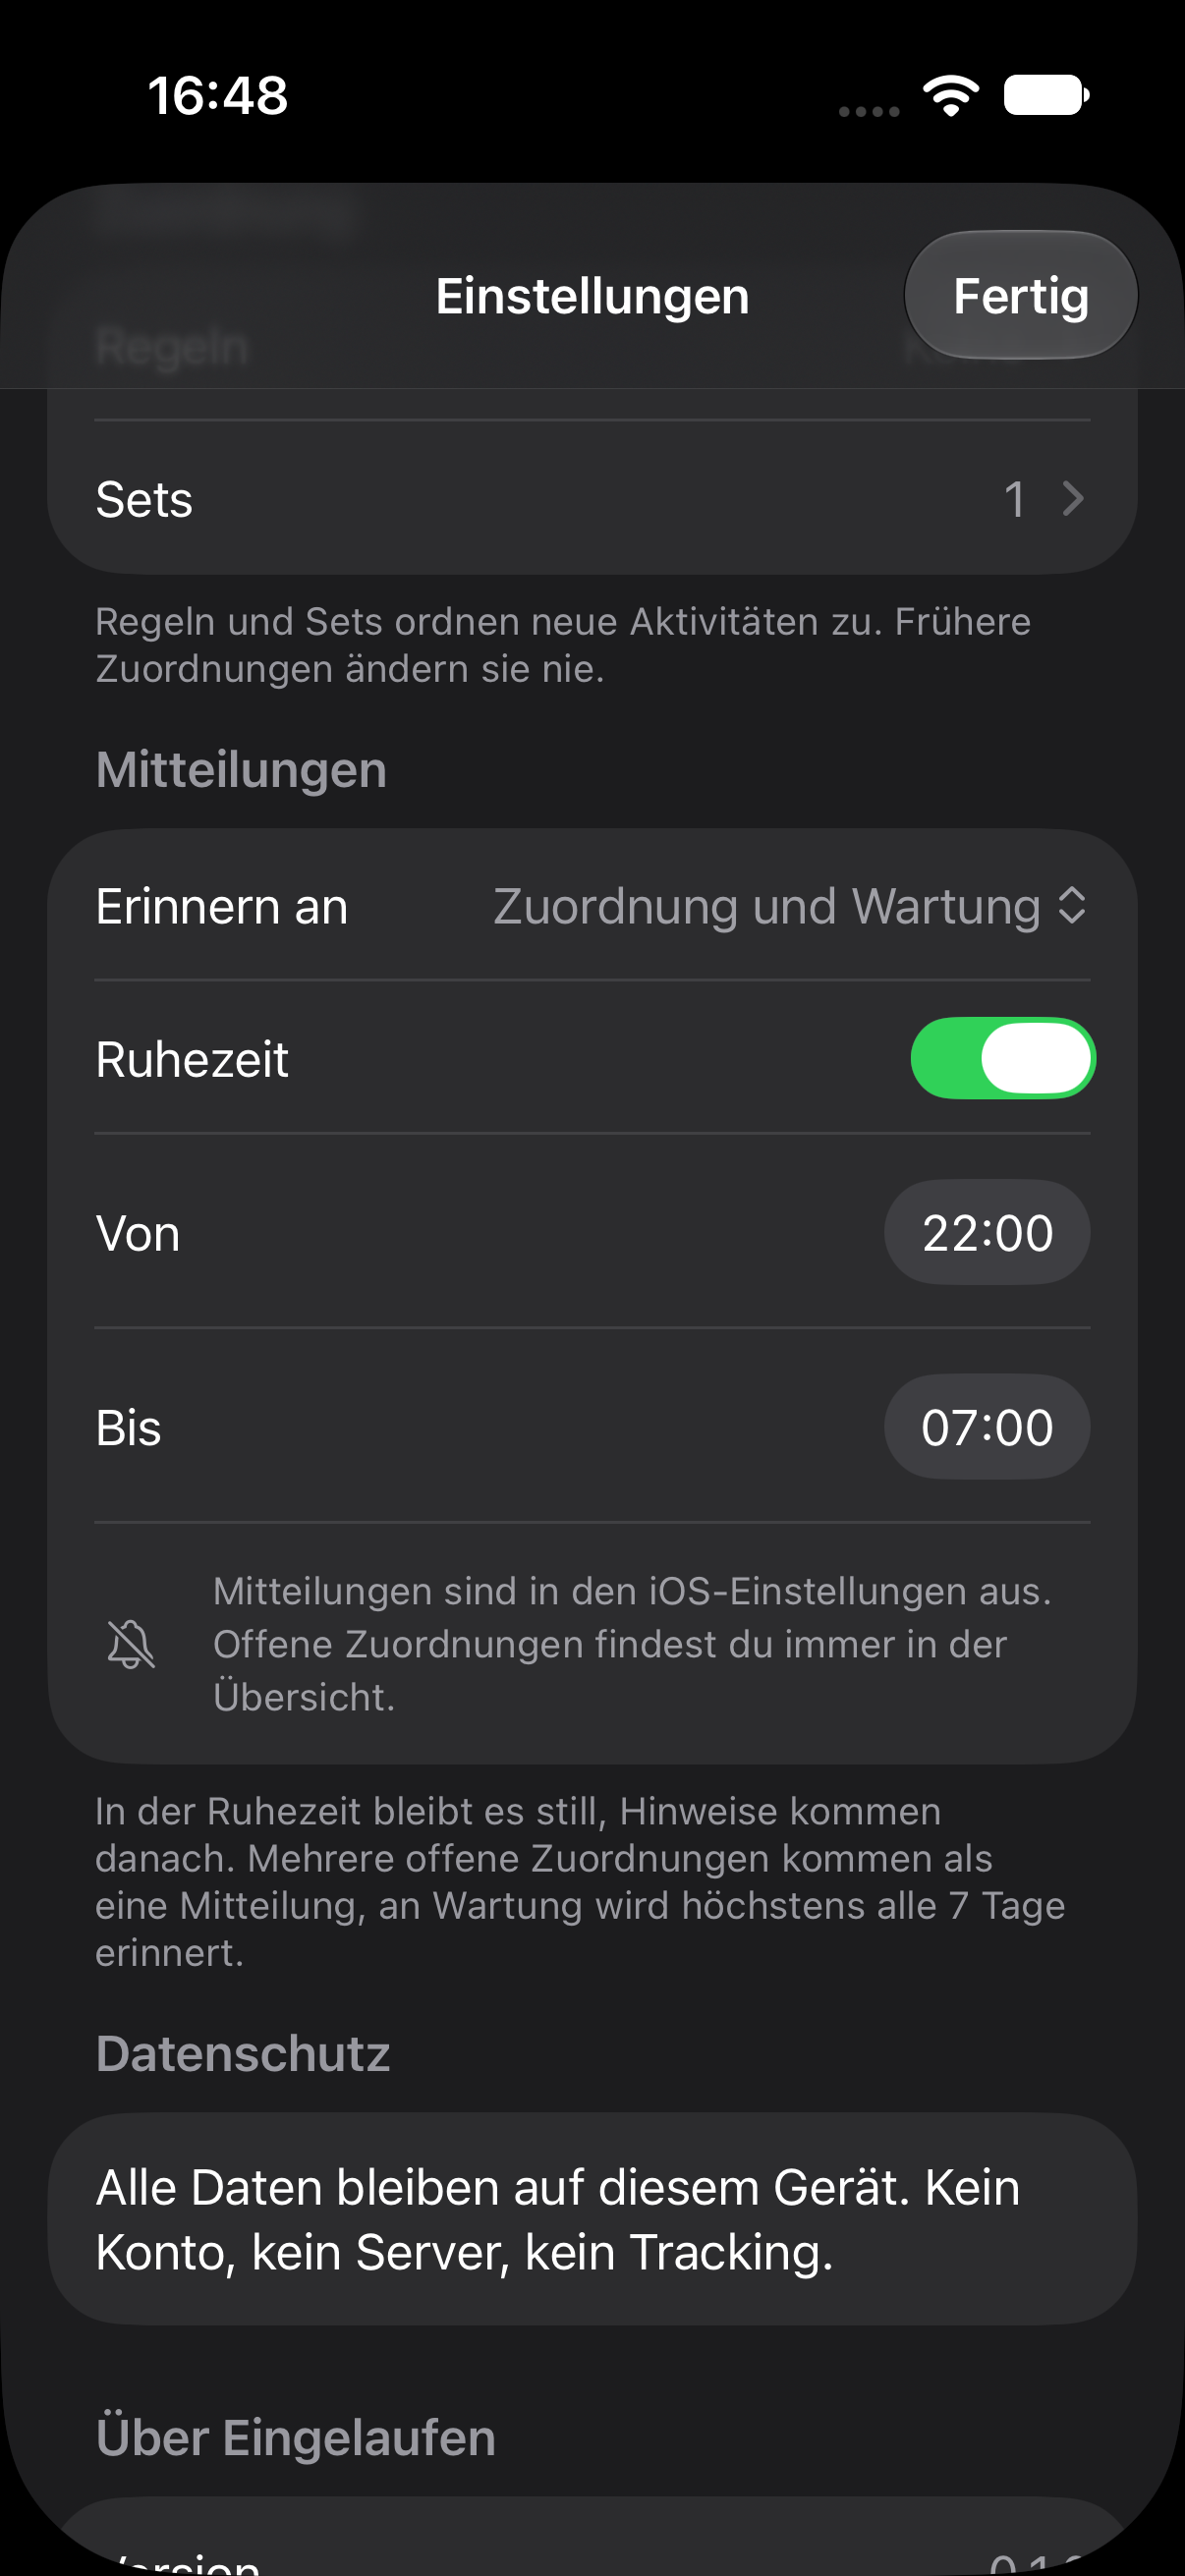 16:48
Einstellungen
Fertig
Regeln
Sets
1
Regeln und Sets ordnen neue Aktivitäten zu. Frühere
Zuordnungen ändern sie nie.
Mitteilungen
Erinnern an
Zuordnung und Wartung
Ruhezeit
Von
22:00
Bis
07:00
Mitteilungen sind in den iOS-Einstellungen aus.
Offene Zuordnungen findest du immer in der
Übersicht.
In der Ruhezeit bleibt es still, Hinweise kommen
danach. Mehrere offene Zuordnungen kommen als
eine Mitteilung, an Wartung wird höchstens alle 7 Tage
erinnert.
Datenschutz
Alle Daten bleiben auf diesem Gerät. Kein
Konto, kein Server, kein Tracking.
Über Eingelaufen
Version